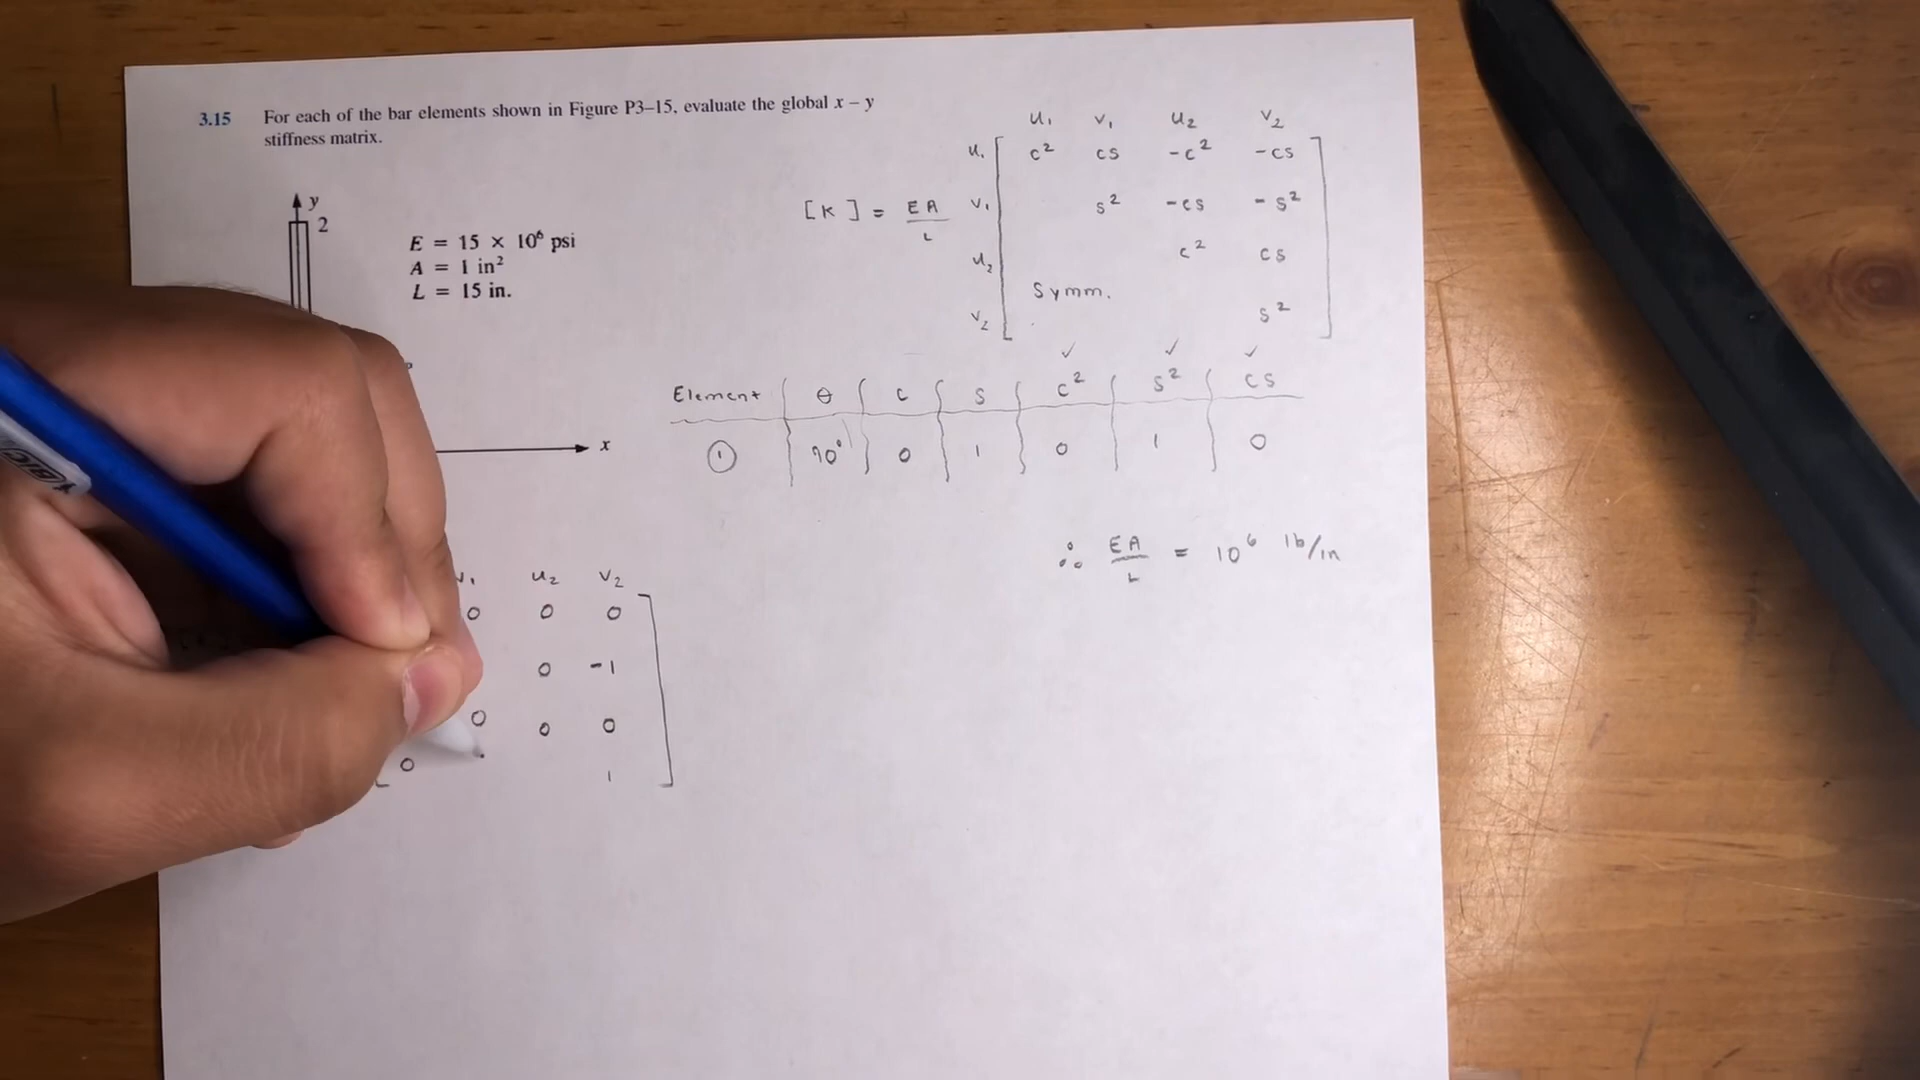 3.15 For each of the bar elements shown in Figure P3–15, evaluate the global x – y
stiffness matrix.
y
2
E = 15 × 10⁶ psi
A = 1 in²
L = 15 in.
x
u₁ v₁ u₂ v₂
u₁ c² cs -c² -cs
[K] = EA/L v₁ s² -cs -s²
u₂ c² cs
Symm.
v₂ s²
✓ ✓ ✓
Element θ c s c² s² cs
① 90° 0 1 0 1 0
∴ EA/L = 10⁶ lb/in
v₁ u₂ v₂
0 0 0
0 -1
0 0 0
0 1
BIC